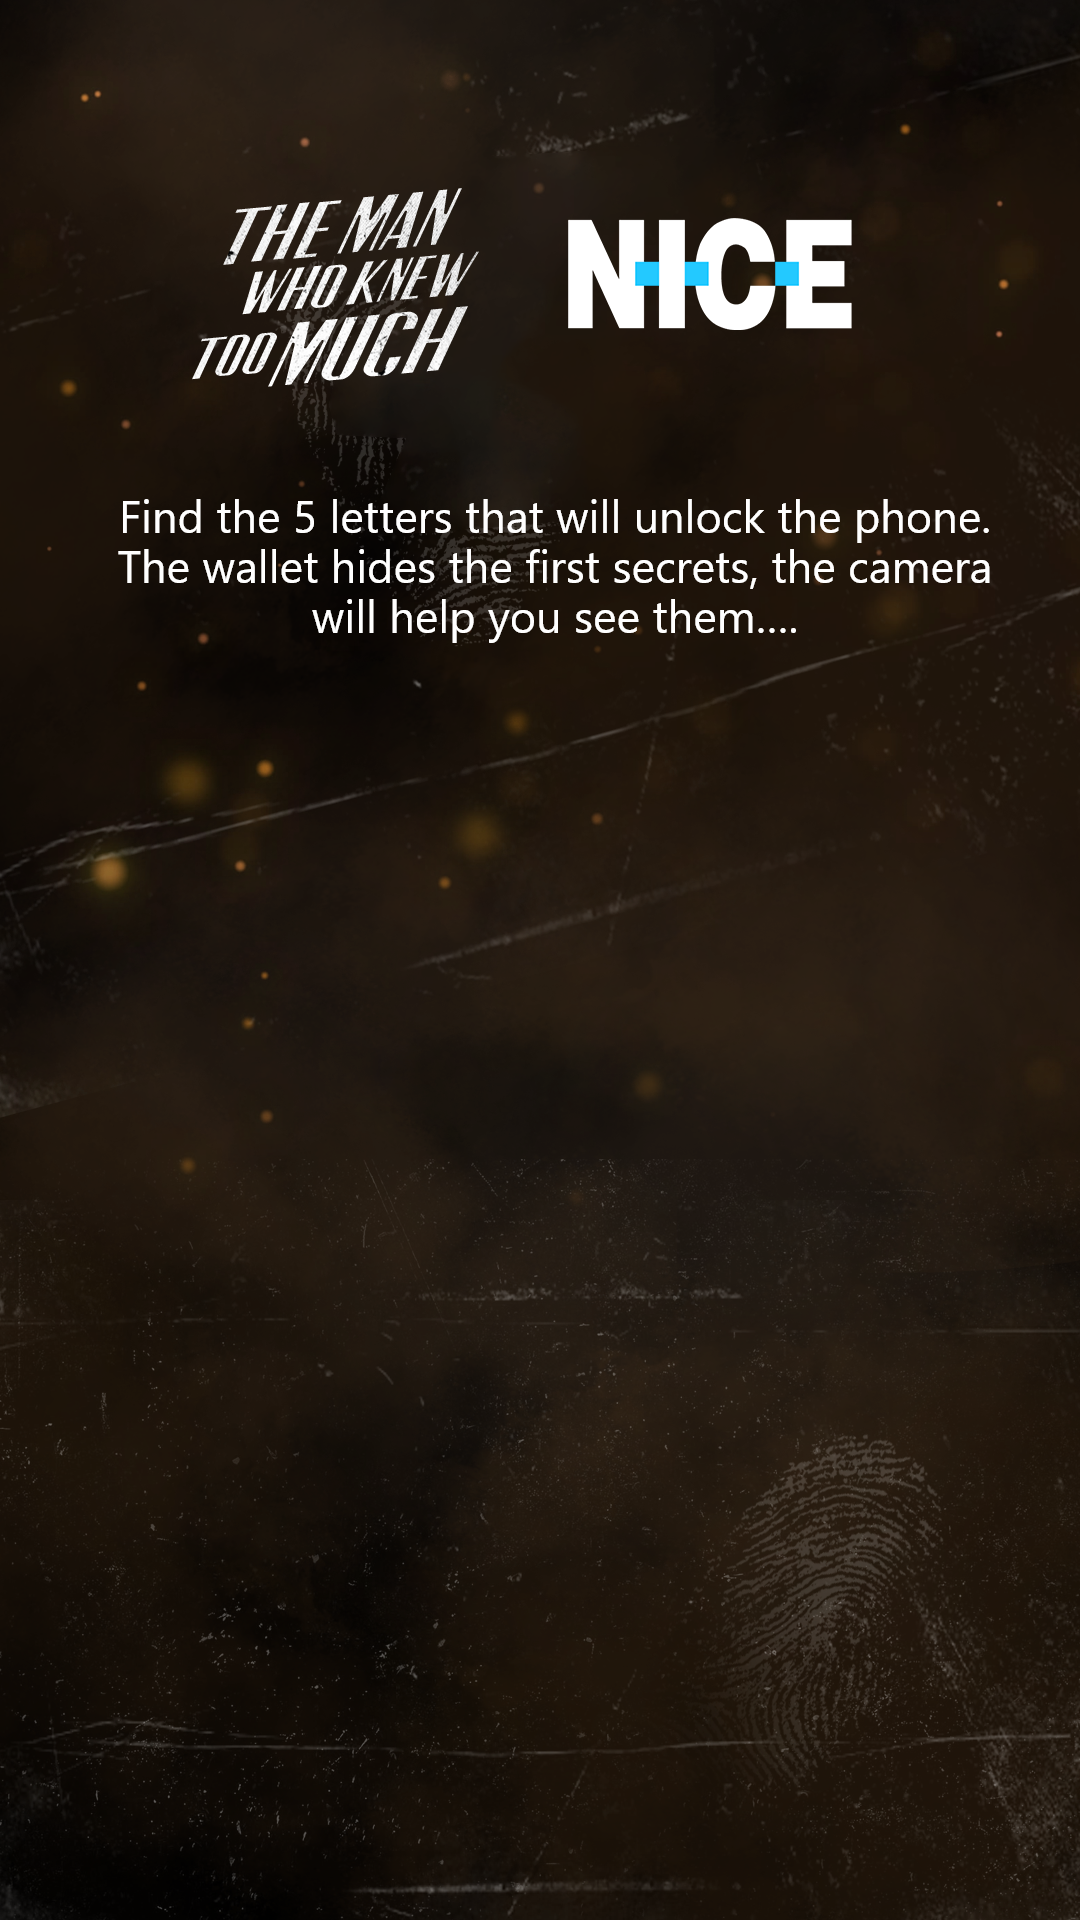 THE MAN
WHO KNEW
TOO MUCH
NICE
Find the 5 letters that will unlock the phone.
The wallet hides the first secrets, the camera
will help you see them....